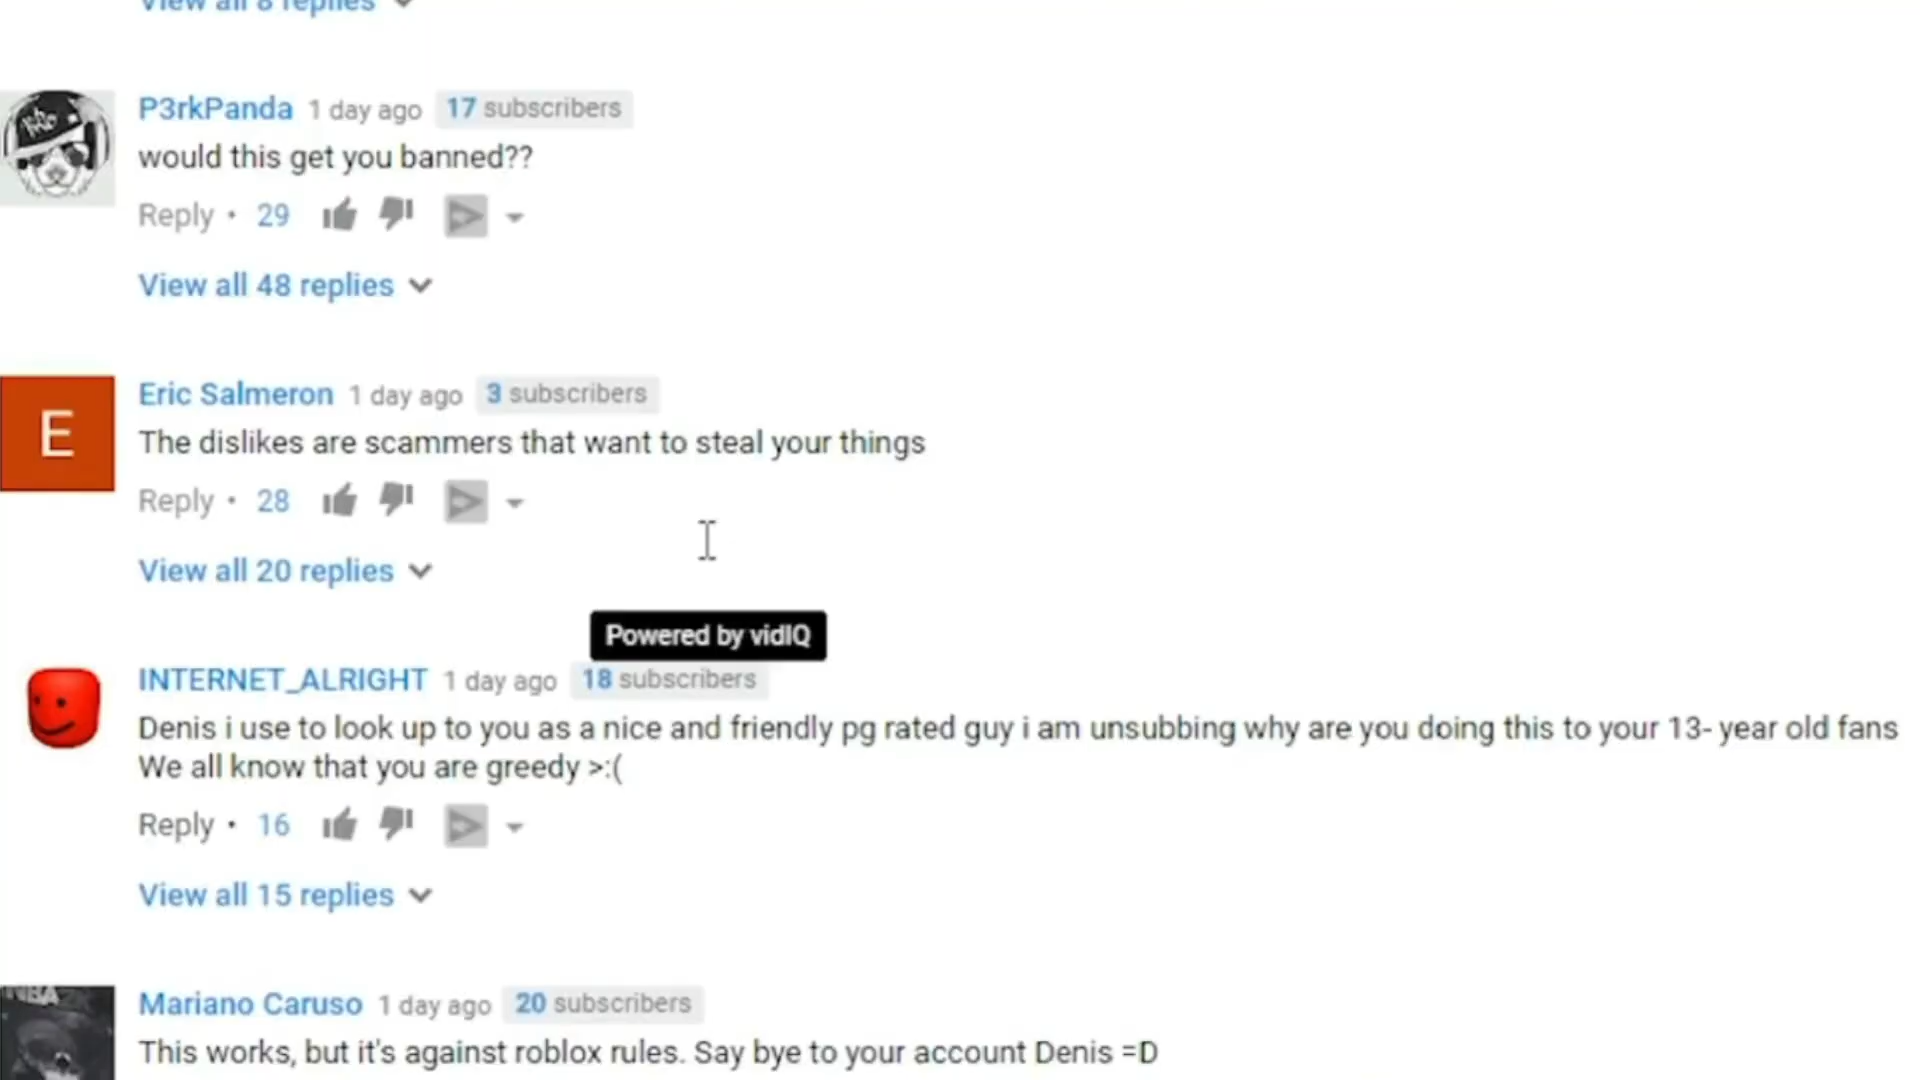 View all 8 replies
P3rkPanda 1 day ago 17 subscribers
would this get you banned??
Reply • 29
View all 48 replies
E
Eric Salmeron 1 day ago 3 subscribers
The dislikes are scammers that want to steal your things
Reply • 28
View all 20 replies
Powered by vidIQ
INTERNET_ALRIGHT 1 day ago 18 subscribers
Denis i use to look up to you as a nice and friendly pg rated guy i am unsubbing why are you doing this to your 13- year old fans
We all know that you are greedy >:(
Reply • 16
View all 15 replies
Mariano Caruso 1 day ago 20 subscribers
This works, but it's against roblox rules. Say bye to your account Denis =D